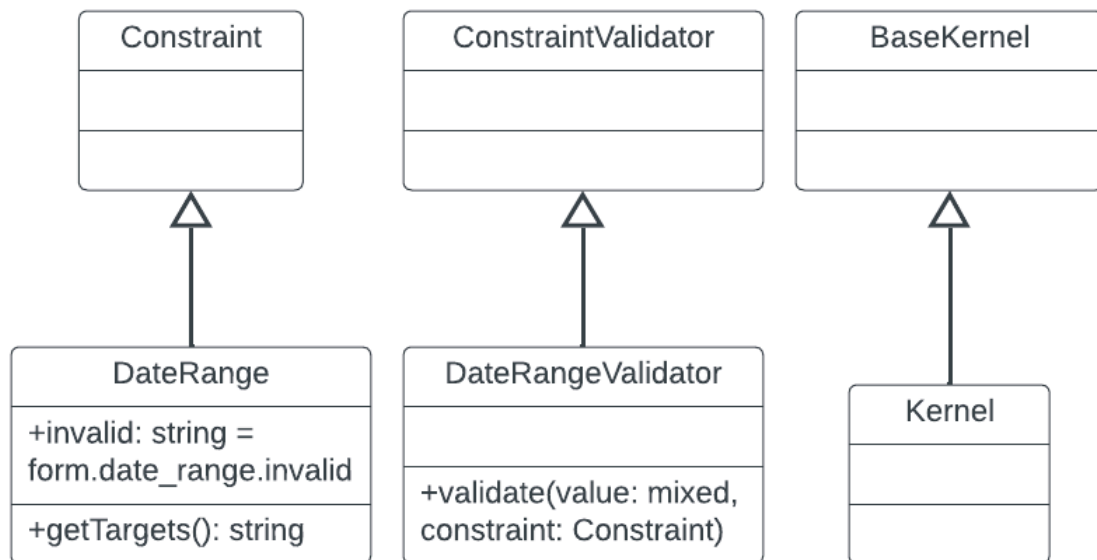 Constraint
ConstraintValidator
BaseKernel
DateRange
+invalid: string =
form.date_range.invalid
+getTargets(): string
DateRangeValidator
+validate(value: mixed,
constraint: Constraint)
Kernel